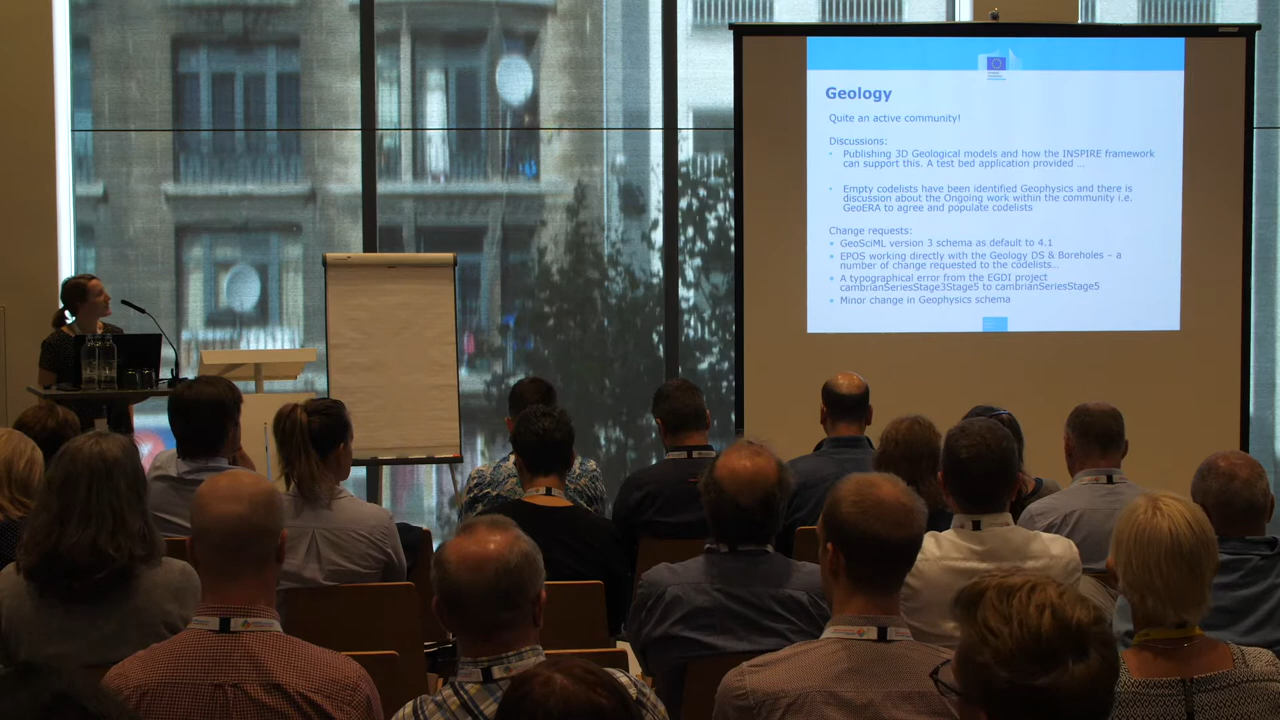 Geology
Quite an active community!
Discussions:
• Publishing 3D Geological models and how the INSPIRE framework
can support this. A test bed application provided ...
• Empty codelists have been identified Geophysics and there is
discussion about the Ongoing work within the community i.e.
GeoERA to agree and populate codelists
Change requests:
• GeoSciML version 3 schema as default to 4.1
• EPOS working directly with the Geology DS & Boreholes – a
number of change requested to the codelists...
• A typographical error from the EGDI project
cambrianSeriesStage3Stage5 to cambrianSeriesStage5
• Minor change in Geophysics schema